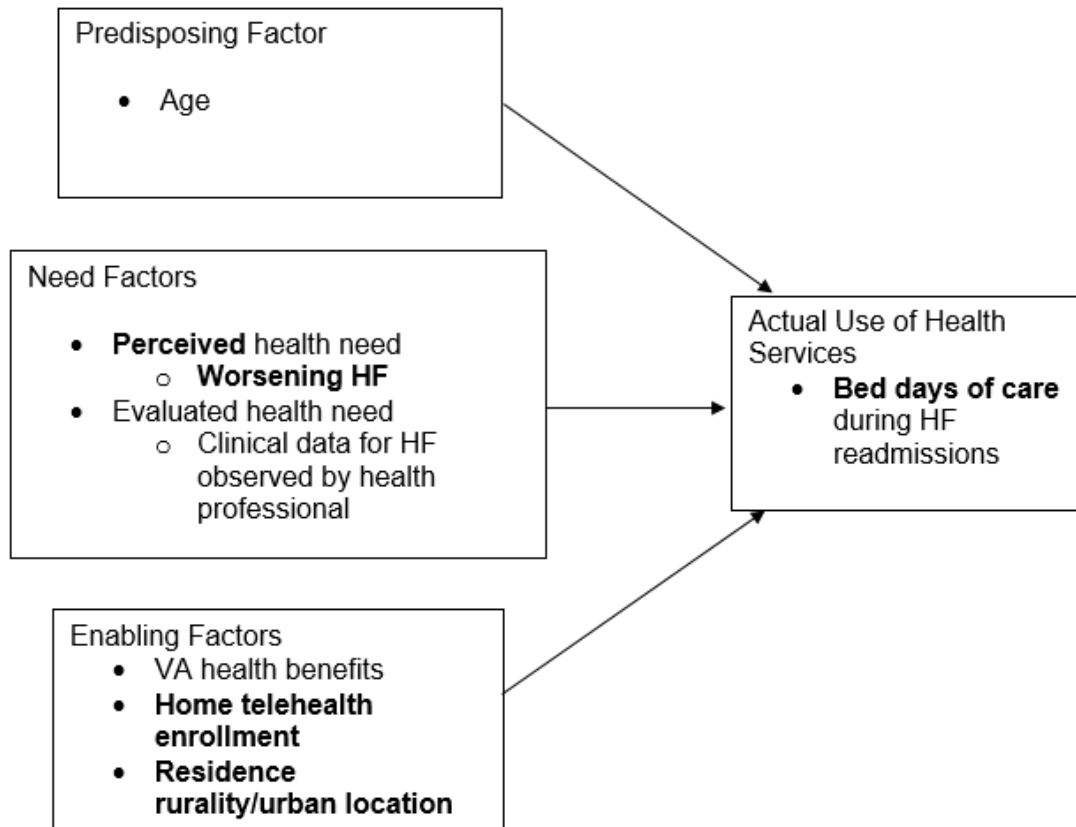 Predisposing Factor
• Age
Need Factors
• Perceived health need
o Worsening HF
• Evaluated health need
o Clinical data for HF
observed by health
professional
Actual Use of Health
Services
• Bed days of care
during HF
readmissions
Enabling Factors
• VA health benefits
• Home telehealth
enrollment
• Residence
rurality/urban location